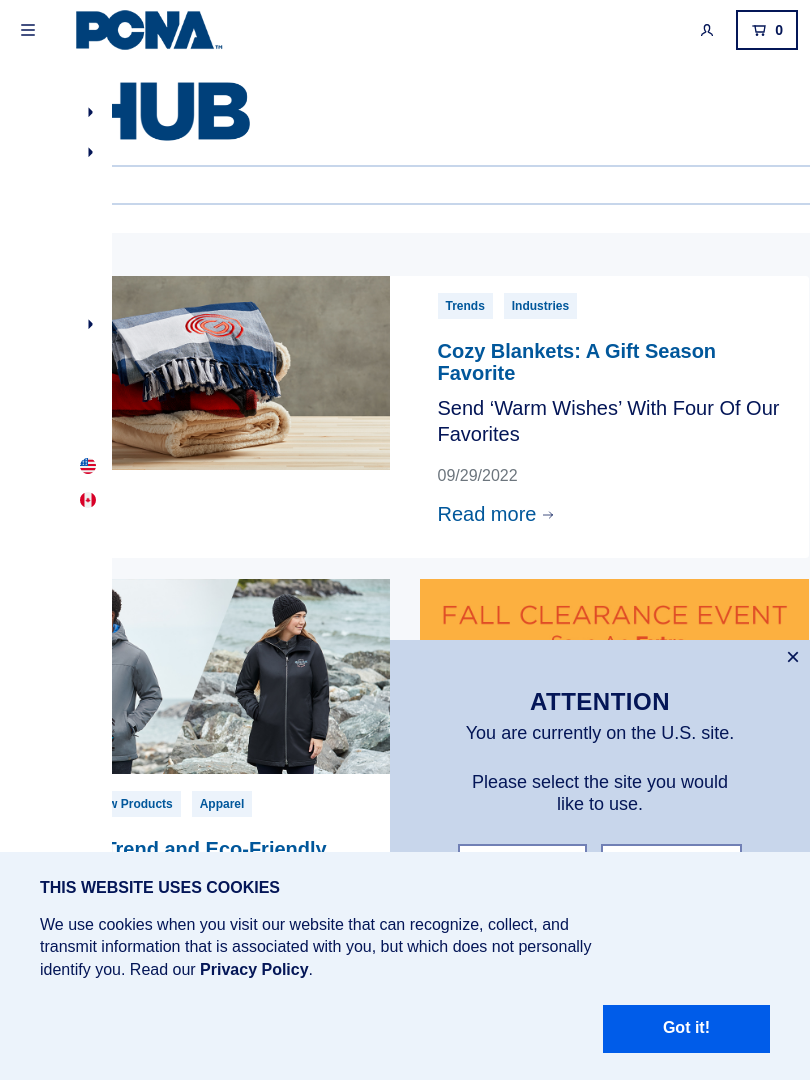 PCNA
0
HUB
Trends Industries
Cozy Blankets: A Gift Season
Favorite
Send ‘Warm Wishes’ With Four Of Our
Favorites
09/29/2022
Read more
FALL CLEARANCE EVENT
w Products Apparel
Trend and Eco-Friendly
ATTENTION
You are currently on the U.S. site.
Please select the site you would
like to use.
THIS WEBSITE USES COOKIES
We use cookies when you visit our website that can recognize, collect, and
transmit information that is associated with you, but which does not personally
identify you. Read our Privacy Policy.
Got it!